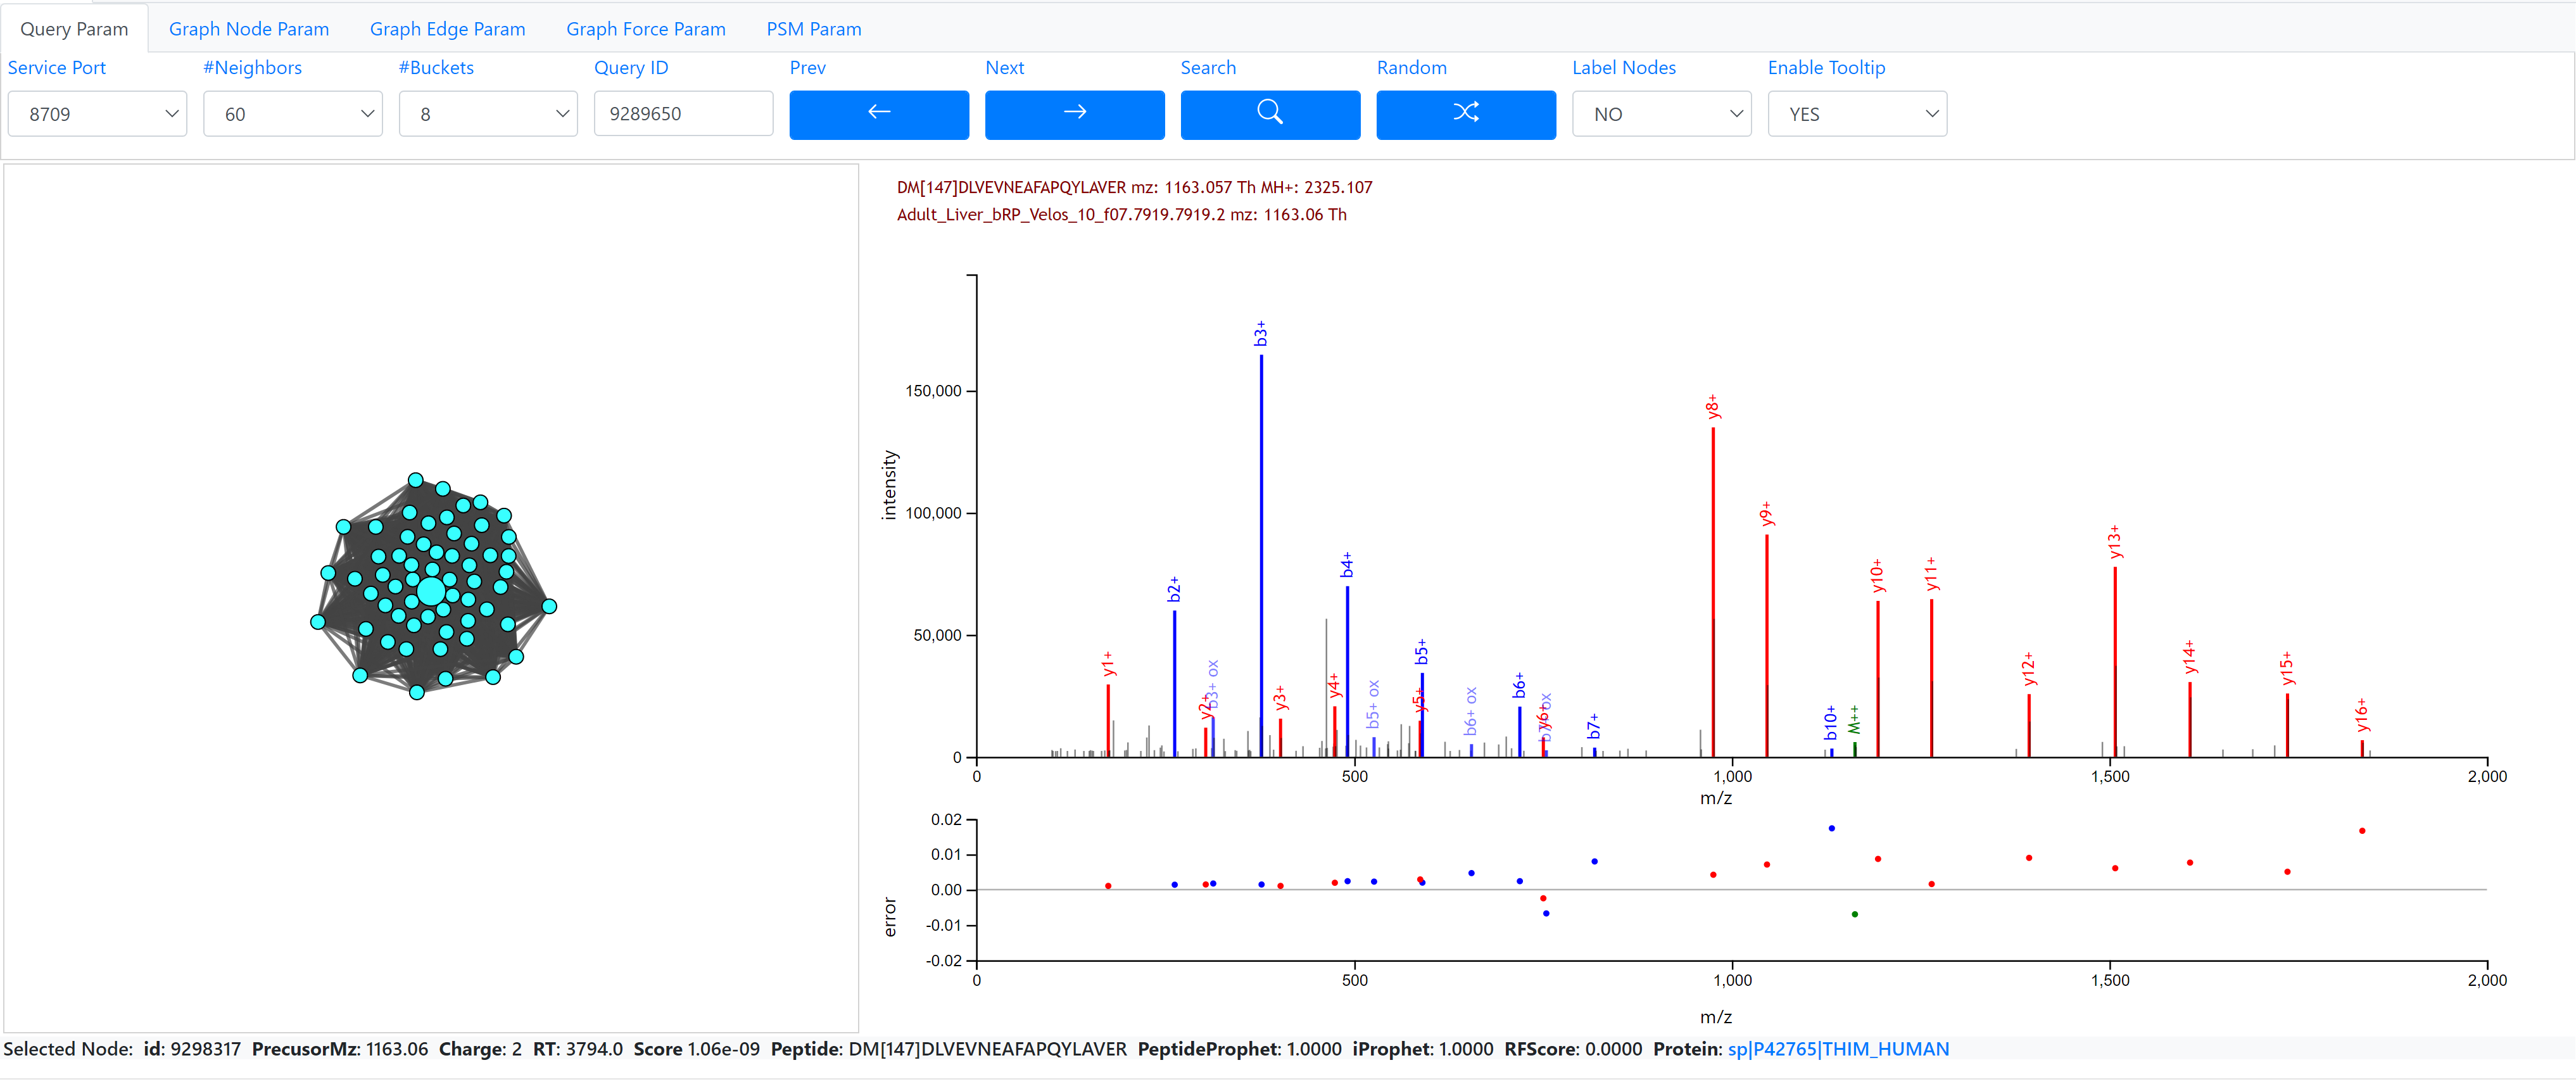 Query Param Graph Node Param Graph Edge Param Graph Force Param PSM Param
Service Port #Neighbors #Buckets Query ID Prev Next Search Random Label Nodes Enable Tooltip
8709 60 8 9289650 NO YES
DM[147]DLVEVNEAFAPQYLAVER mz: 1163.057 Th MH+: 2325.107
Adult_Liver_bRP_Velos_10_f07.7919.7919.2 mz: 1163.06 Th
intensity
150,000
100,000
50,000
0
y1+
b2+
y2+
b3+ ox
b3+
y3+
y4+
b4+
b5+ ox
y5+
b5+
b6+ ox
b6+
y6+
b7+ ox
b7+
y8+
y9+
b10+
M++
y10+
y11+
y12+
y13+
y14+
y15+
y16+
0 500 1,000 1,500 2,000
m/z
error
0.02
0.01
0.00
-0.01
-0.02
0 500 1,000 1,500 2,000
m/z
Selected Node: id: 9298317 PrecusorMz: 1163.06 Charge: 2 RT: 3794.0 Score 1.06e-09 Peptide: DM[147]DLVEVNEAFAPQYLAVER PeptideProphet: 1.0000 iProphet: 1.0000 RFScore: 0.0000 Protein: sp|P42765|THIM_HUMAN